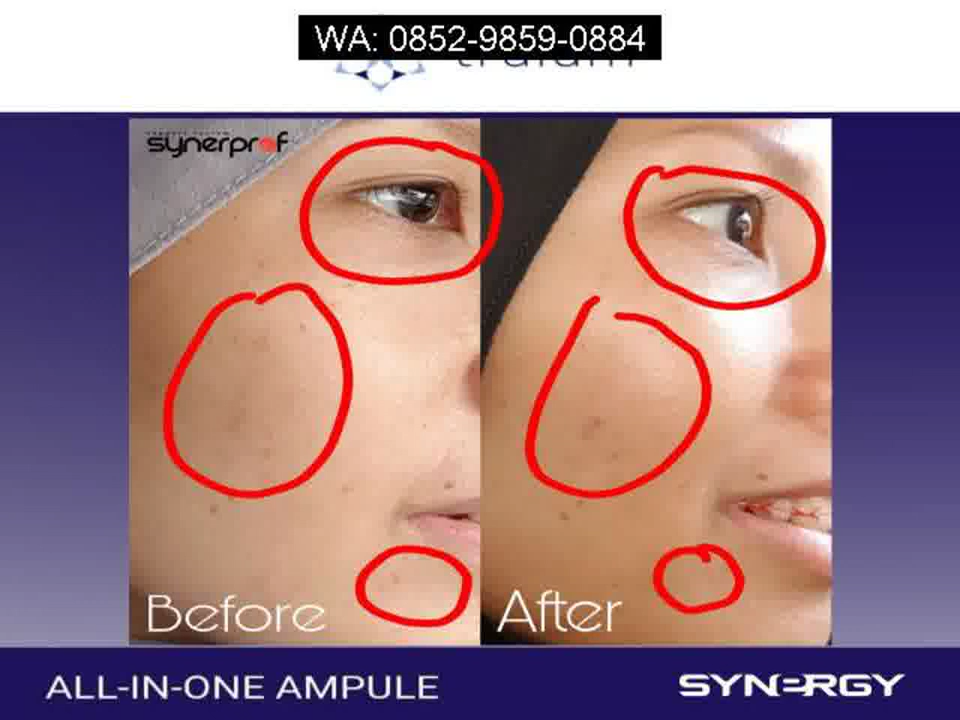 WA: 0852-9859-0884
synerprof
Before
After
ALL-IN-ONE AMPULE
SYNERGY